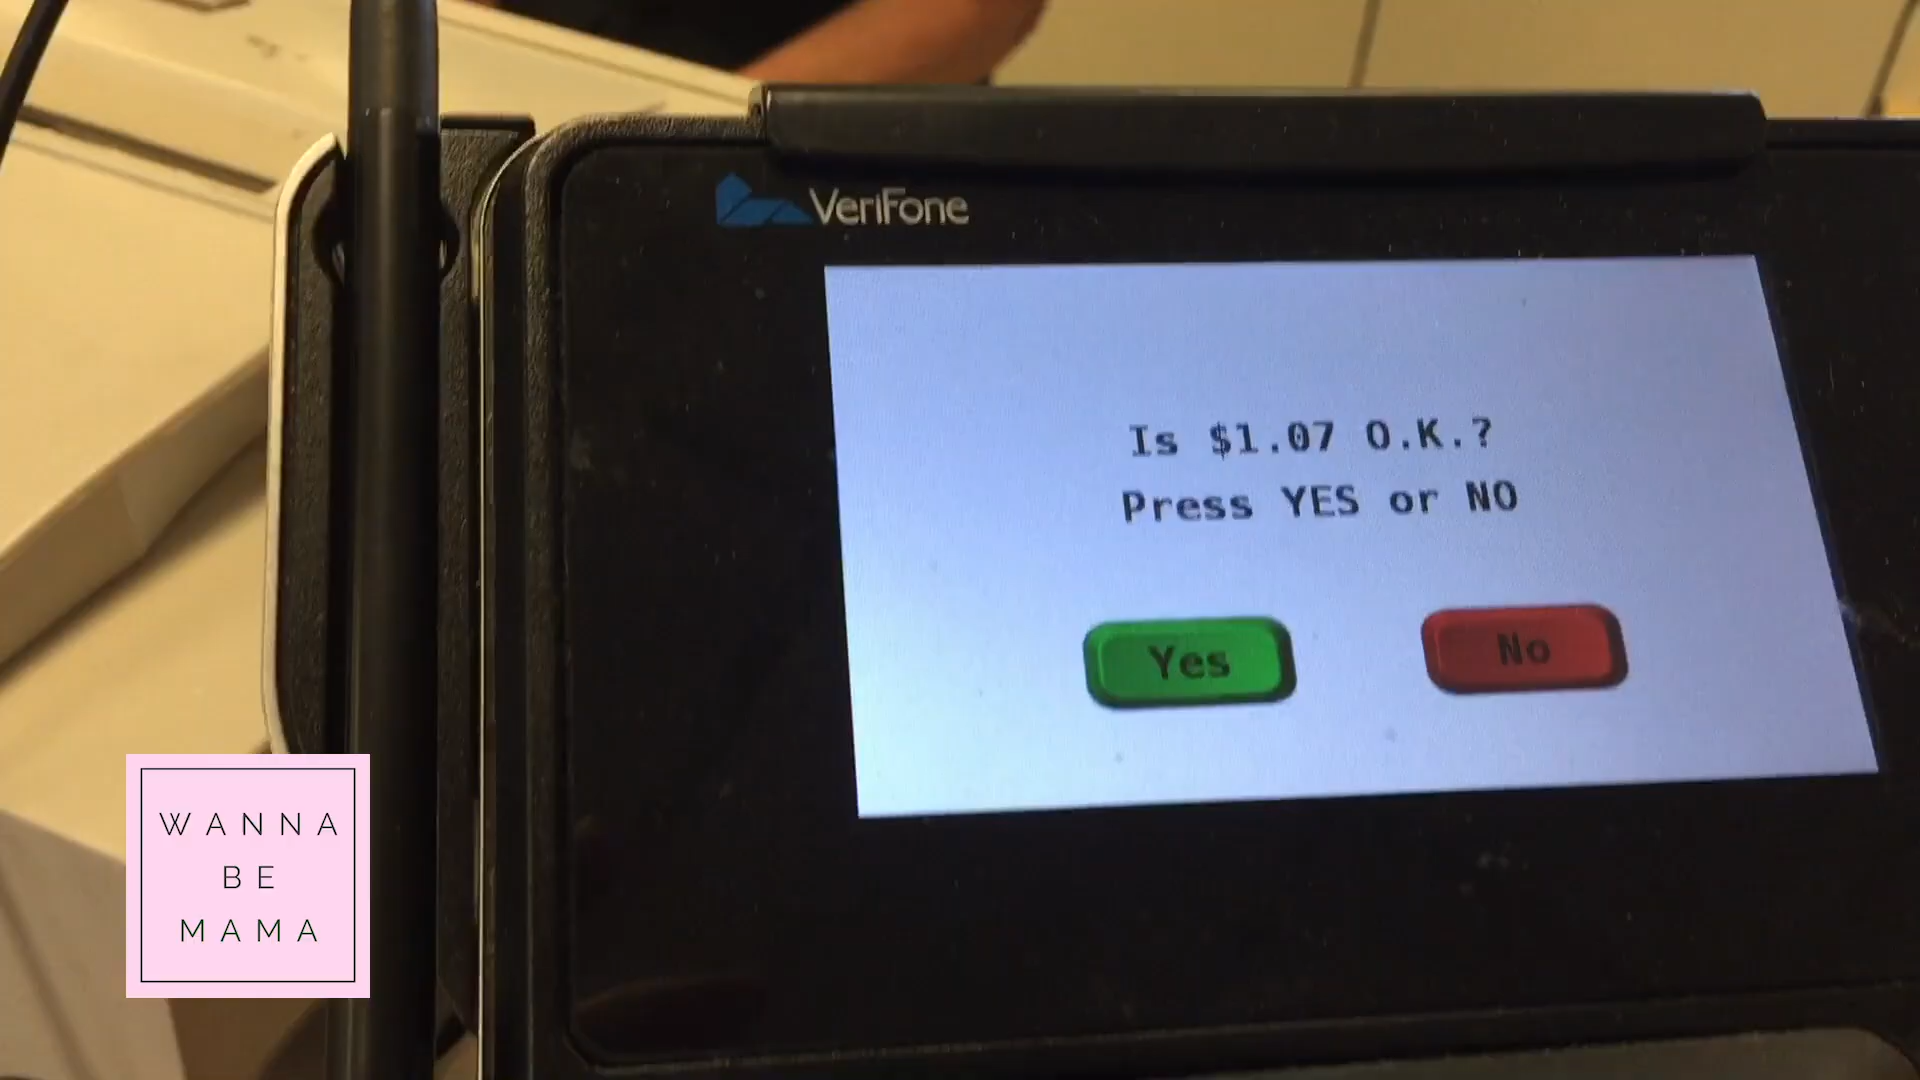 VeriFone
Is $1.07 O.K.?
Press YES or NO
Yes
No
WANNA
BE
MAMA